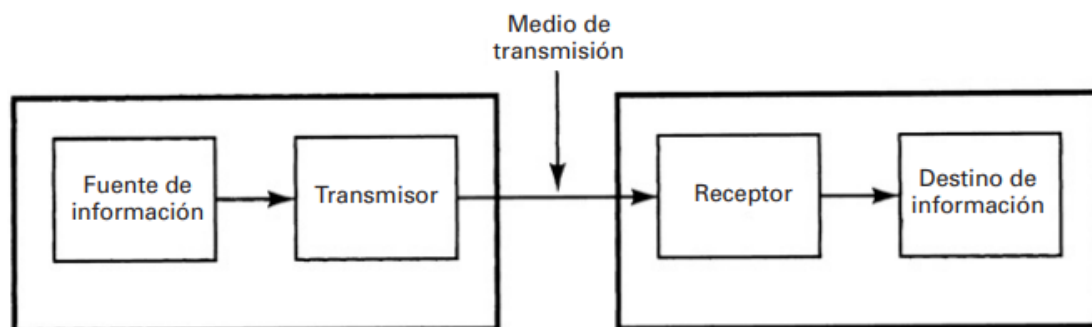 Medio de
transmisión
Fuente de
información
Transmisor
Receptor
Destino de
información